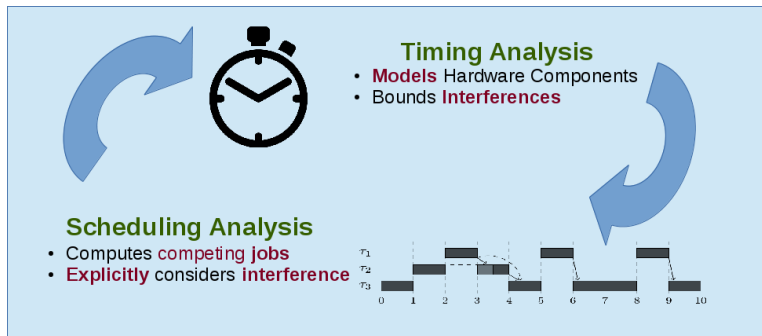 Timing Analysis
• Models Hardware Components
• Bounds Interferences
Scheduling Analysis
• Computes competing jobs
• Explicitly considers interference
τ1
τ2
τ3
0 1 2 3 4 5 6 7 8 9 10